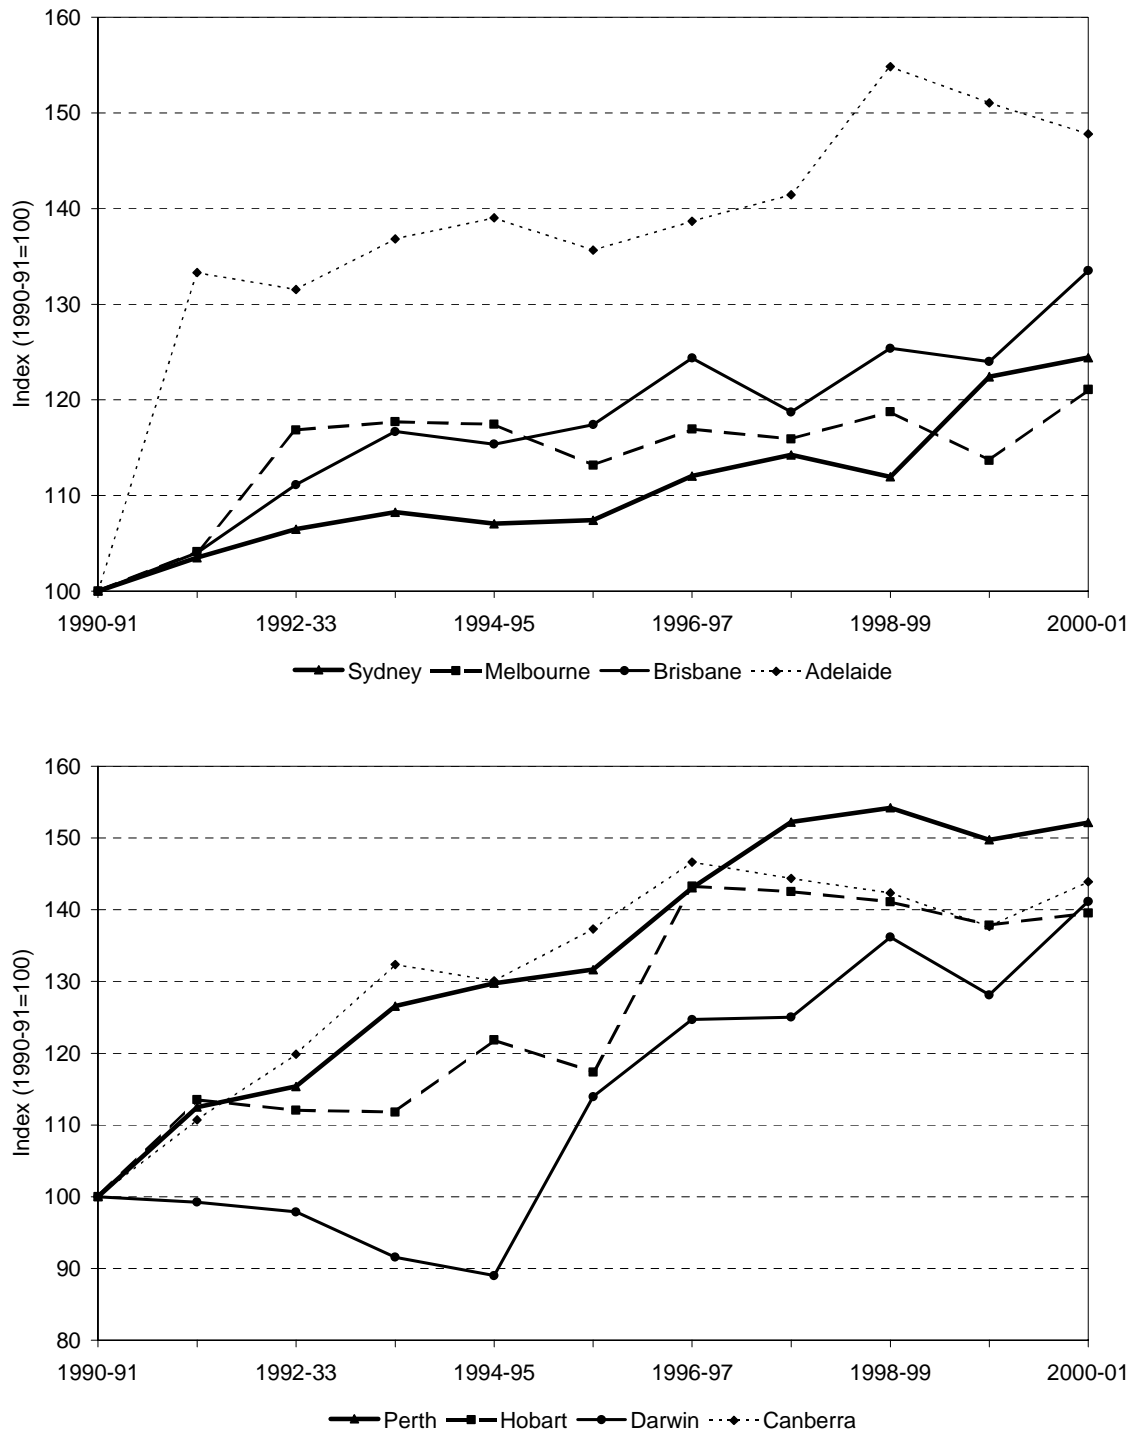 160
150
140
130
120
110
100
Index (1990-91=100)
1990-91 1992-33 1994-95 1996-97 1998-99 2000-01
Sydney Melbourne Brisbane Adelaide
160
150
140
130
120
110
100
90
80
Index (1990-91=100)
1990-91 1992-33 1994-95 1996-97 1998-99 2000-01
Perth Hobart Darwin Canberra